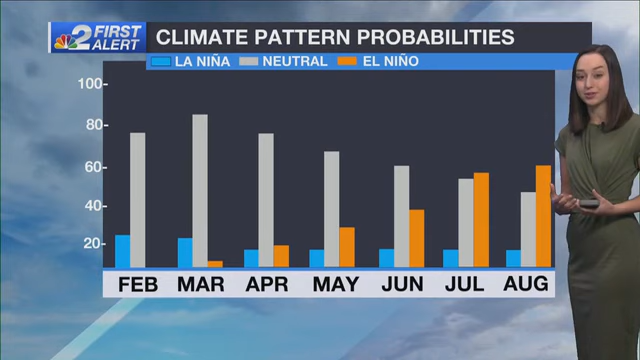 2 FIRST ALERT
CLIMATE PATTERN PROBABILITIES
LA NIÑA NEUTRAL EL NIÑO
100
80
60
40
20
FEB MAR APR MAY JUN JUL AUG